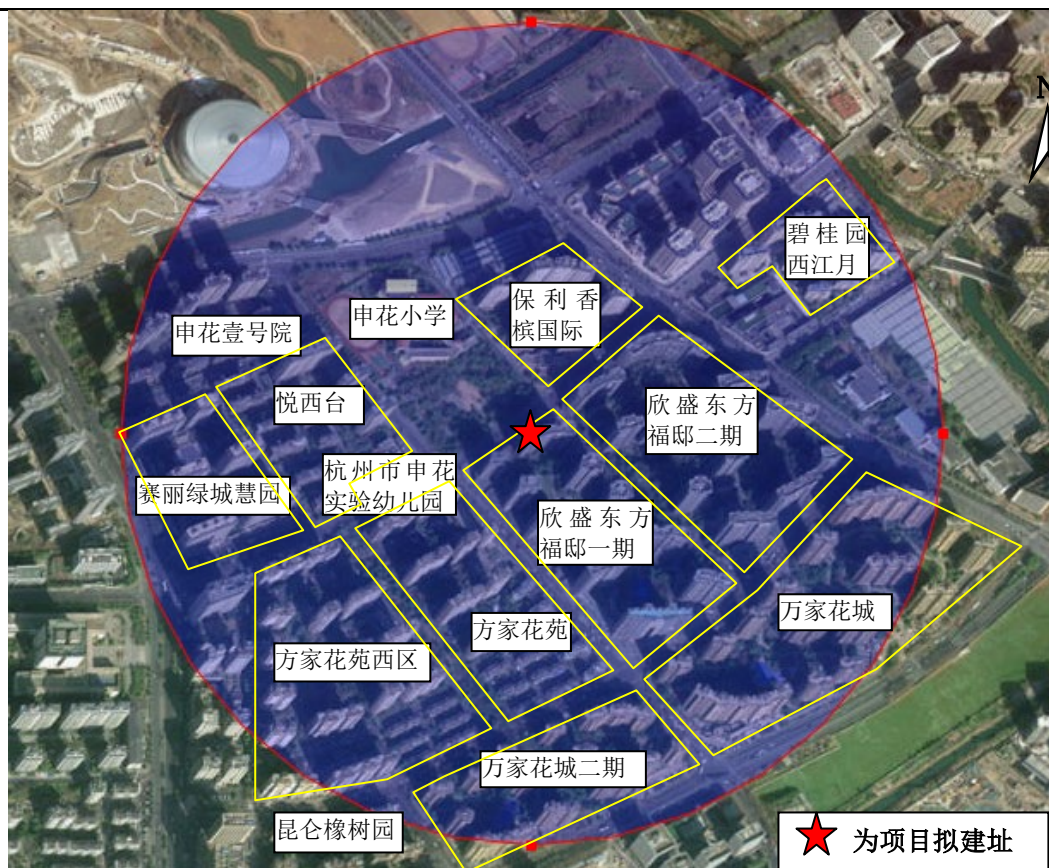 N
碧桂园
西江月
保利香
槟国际
申花小学
申花壹号院
悦西台
欣盛东方
福邸二期
杭州市申花
实验幼儿园
赛丽绿城慧园
欣盛东方
福邸一期
万家花城
方家花苑
方家花苑西区
万家花城二期
昆仑橡树园
为项目拟建址